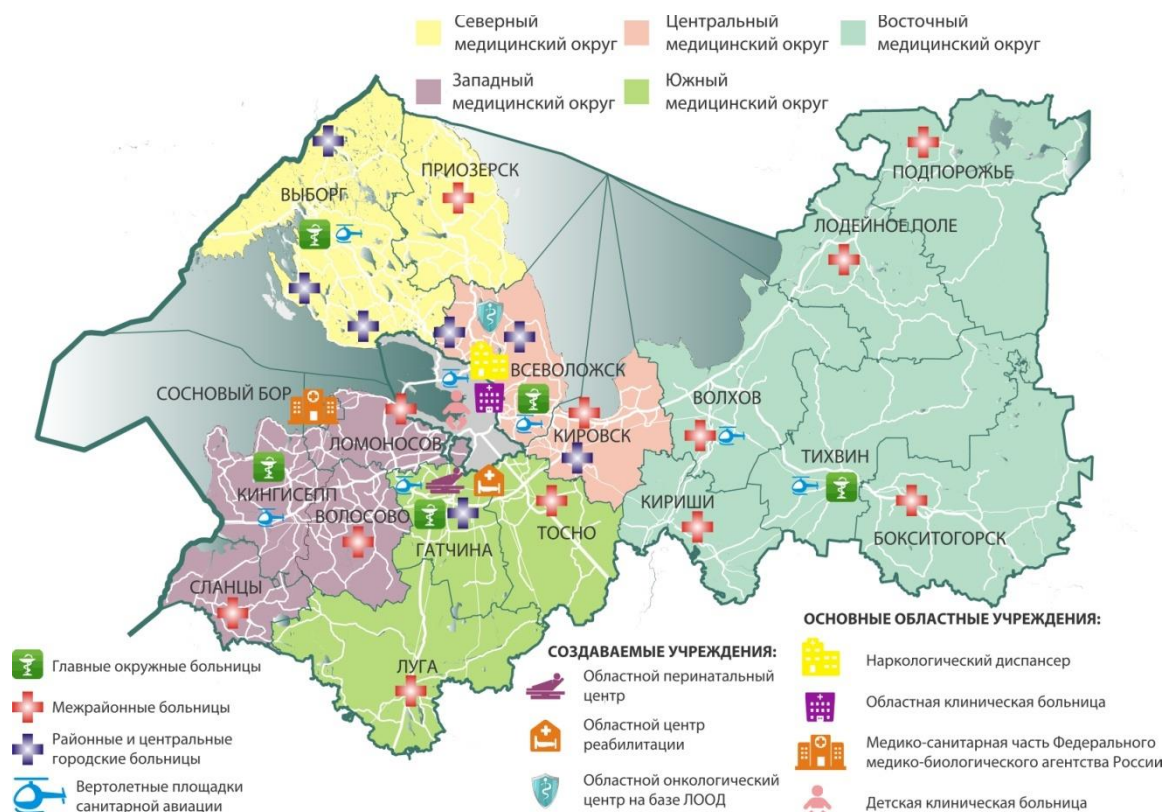 Северный
медицинский округ
Центральный
медицинский округ
Восточный
медицинский округ
Западный
медицинский округ
Южный
медицинский округ
ПРИОЗЕРСК
ПОДПОРОЖЬЕ
ВЫБОРГ
ЛОДЕЙНОЕ ПОЛЕ
ВСЕВОЛОЖСК
СОСНОВЫЙ БОР
ВОЛХОВ
ЛОМОНОСОВ
КИРОВСК
ТИХВИН
КИНГИСЕПП
КИРИШИ
ВОЛОСОВО
ТОСНО
БОКСИТОГОРСК
ГАТЧИНА
СЛАНЦЫ
ЛУГА
Главные окружные больницы
Межрайонные больницы
Районные и центральные
городские больницы
Вертолетные площадки
санитарной авиации
СОЗДАВАЕМЫЕ УЧРЕЖДЕНИЯ:
Областной перинатальный
центр
Областной центр
реабилитации
Областной онкологический
центр на базе ЛООД
ОСНОВНЫЕ ОБЛАСТНЫЕ УЧРЕЖДЕНИЯ:
Наркологический диспансер
Областная клиническая больница
Медико-санитарная часть Федерального
медико-биологического агентства России
Детская клиническая больница